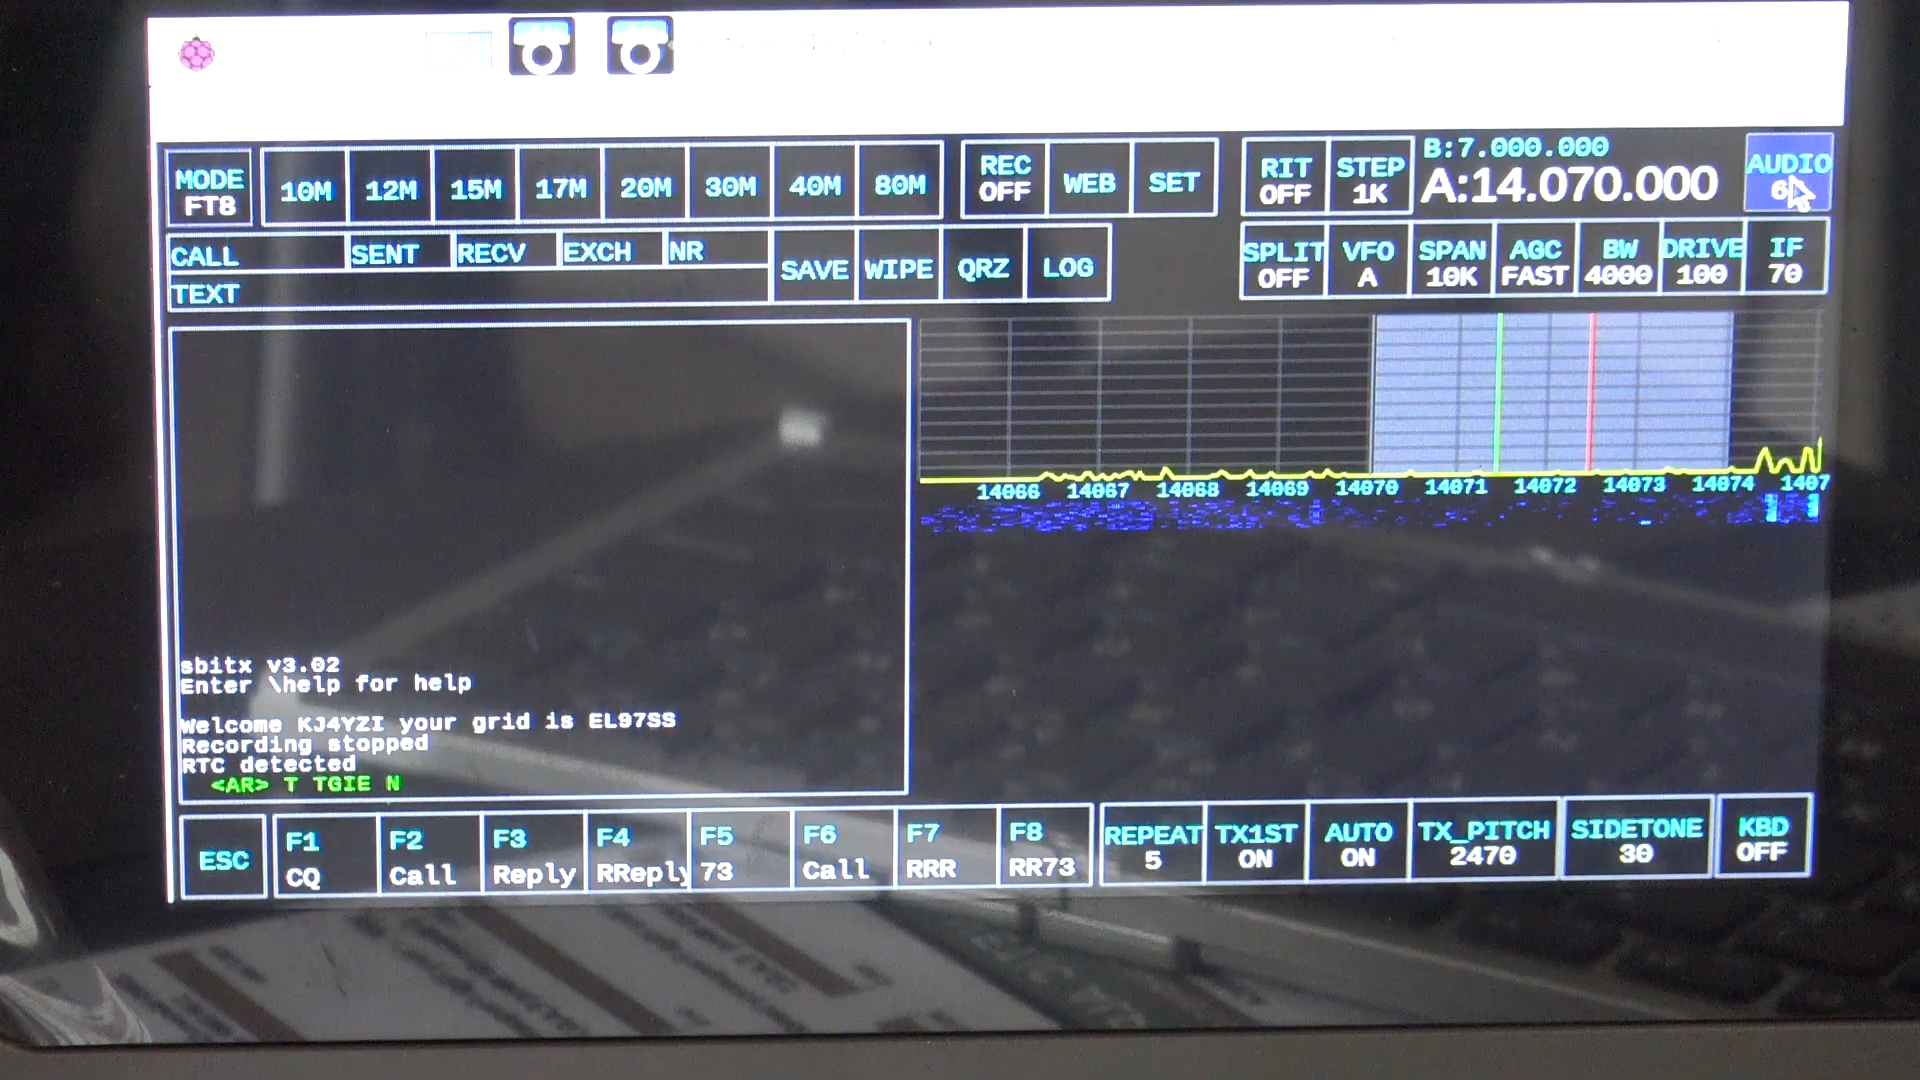 MODE
FT8
10M 12M 15M 17M 20M 30M 40M 80M
REC
OFF
WEB
SET
RIT
OFF
STEP
1K
B:7.000.000
A:14.070.000
AUDIO
CALL SENT RECV EXCH NR
TEXT
SAVE WIPE QRZ LOG
SPLIT
OFF
VFO
A
SPAN
10K
AGC
FAST
BW
4000
DRIVE
100
IF
70
14066 14067 14068 14069 14070 14071 14072 14073 14074 1407
sbitx v3.02
Enter \help for help
Welcome KJ4YZI your grid is EL97SS
Recording stopped
RTC detected
<AR> T TGIE N
ESC
F1
CQ
F2
Call
F3
Reply
F4
RReply
F5
73
F6
Call
F7
RRR
F8
RR73
REPEAT
5
TX1ST
ON
AUTO
ON
TX_PITCH
2470
SIDETONE
30
KBD
OFF